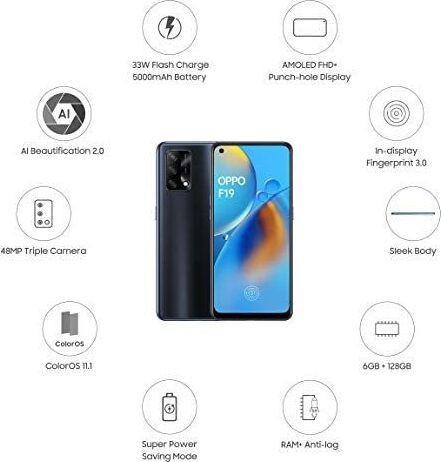 33W Flash Charge
5000mAh Battery
AMOLED FHD+
Punch-hole Display
AI
AI Beautification 2.0
In-display
Fingerprint 3.0
OPPO
F19
48MP Triple Camera
Sleek Body
ColorOS
ColorOS 11.1
6GB + 128GB
Super Power
Saving Mode
RAM+ Anti-lag